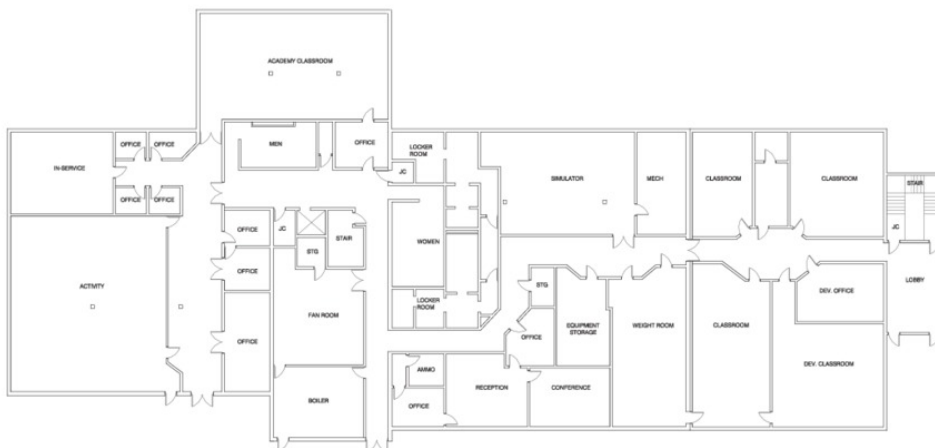 ACADEMY CLASSROOM
OFFICE
OFFICE
MEN
OFFICE
LOCKER
ROOM
IN-SERVICE
JC
SIMULATOR
MECH
CLASSROOM
CLASSROOM
STAIR
OFFICE
OFFICE
OFFICE
JC
STAIR
JC
WOMEN
STG
ACTIVITY
OFFICE
STG
LOBBY
DEV. OFFICE
LOCKER
ROOM
FAN ROOM
EQUIPMENT
STORAGE
WEIGHT ROOM
CLASSROOM
OFFICE
OFFICE
DEV. CLASSROOM
AMMO
RECEPTION
CONFERENCE
BOILER
OFFICE